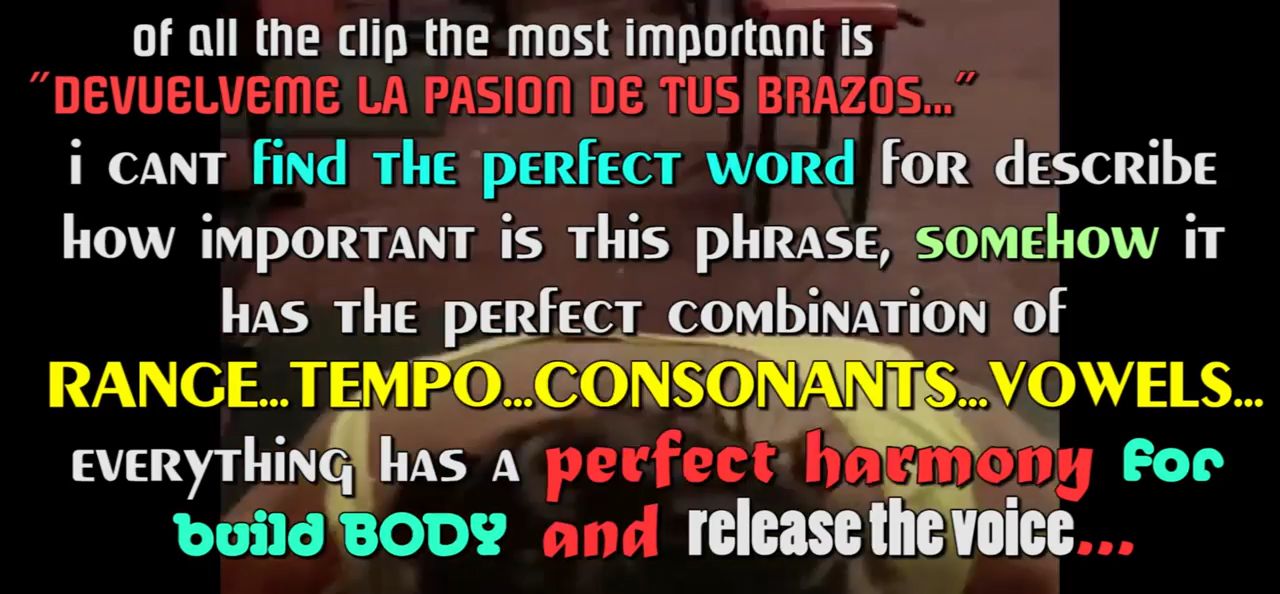 of all the clip the most important is
"DEVUELVEME LA PASION DE TUS BRAZOS..."
i CANT find THE PERFECT WORD FOR dESCRIbE
HOW iMPORTANT is THis PHRASE, SOMEHOW iT
HAS THE PERFECT COMbiNATiON of
RANGE...TEMPO...CONSONANTS...VOWELS...
EVERYTHiNG HAS A perfect harmony for
build BODY and release the voice...